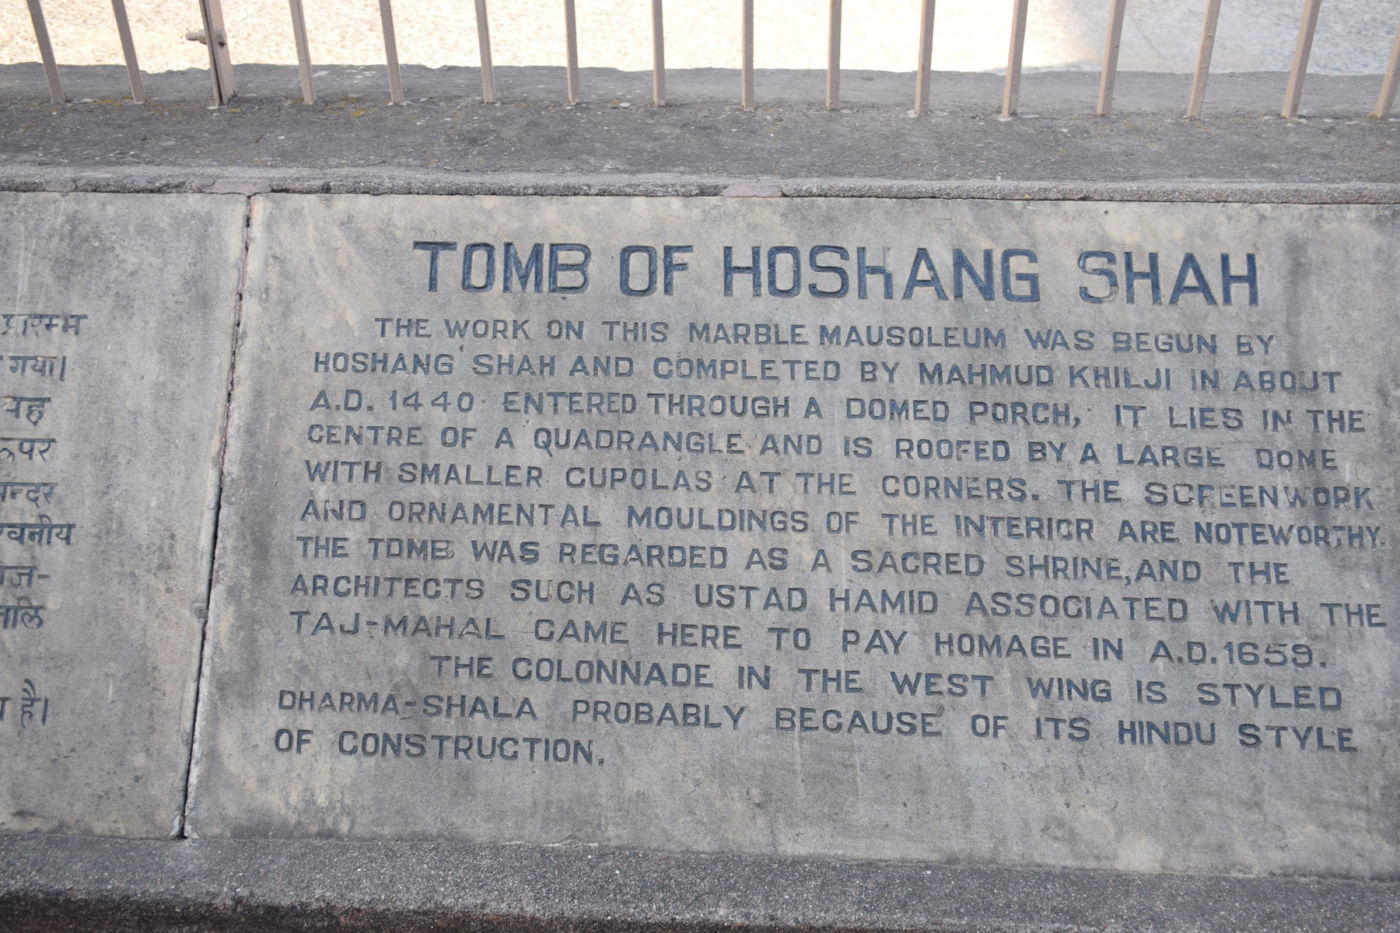 प्रारम्भ
गया।
यह
ऊपर
TOMB OF HOSHANG SHAH
THE WORK ON THIS MARBLE MAUSOLEUM WAS BEGUN BY
HOSHANG SHAH AND COMPLETED BY MAHMUD KHILJI IN ABOUT
A.D. 1440 ENTERED THROUGH A DOMED PORCH, IT LIES IN THE
CENTRE OF A QUADRANGLE AND IS ROOFED BY A LARGE DOME
WITH SMALLER CUPOLAS AT THE CORNERS. THE SCREENWORK
AND ORNAMENTAL MOULDINGS OF THE INTERIOR ARE NOTEWORTHY.
THE TOMB WAS REGARDED AS A SACRED SHRINE, AND THE
ARCHITECTS SUCH AS USTAD HAMID ASSOCIATED WITH THE
TAJ-MAHAL CAME HERE TO PAY HOMAGE IN A.D. 1659.
THE COLONNADE IN THE WEST WING IS STYLED
DHARMA-SHALA PROBABLY BECAUSE OF ITS HINDU STYLE
OF CONSTRUCTION.